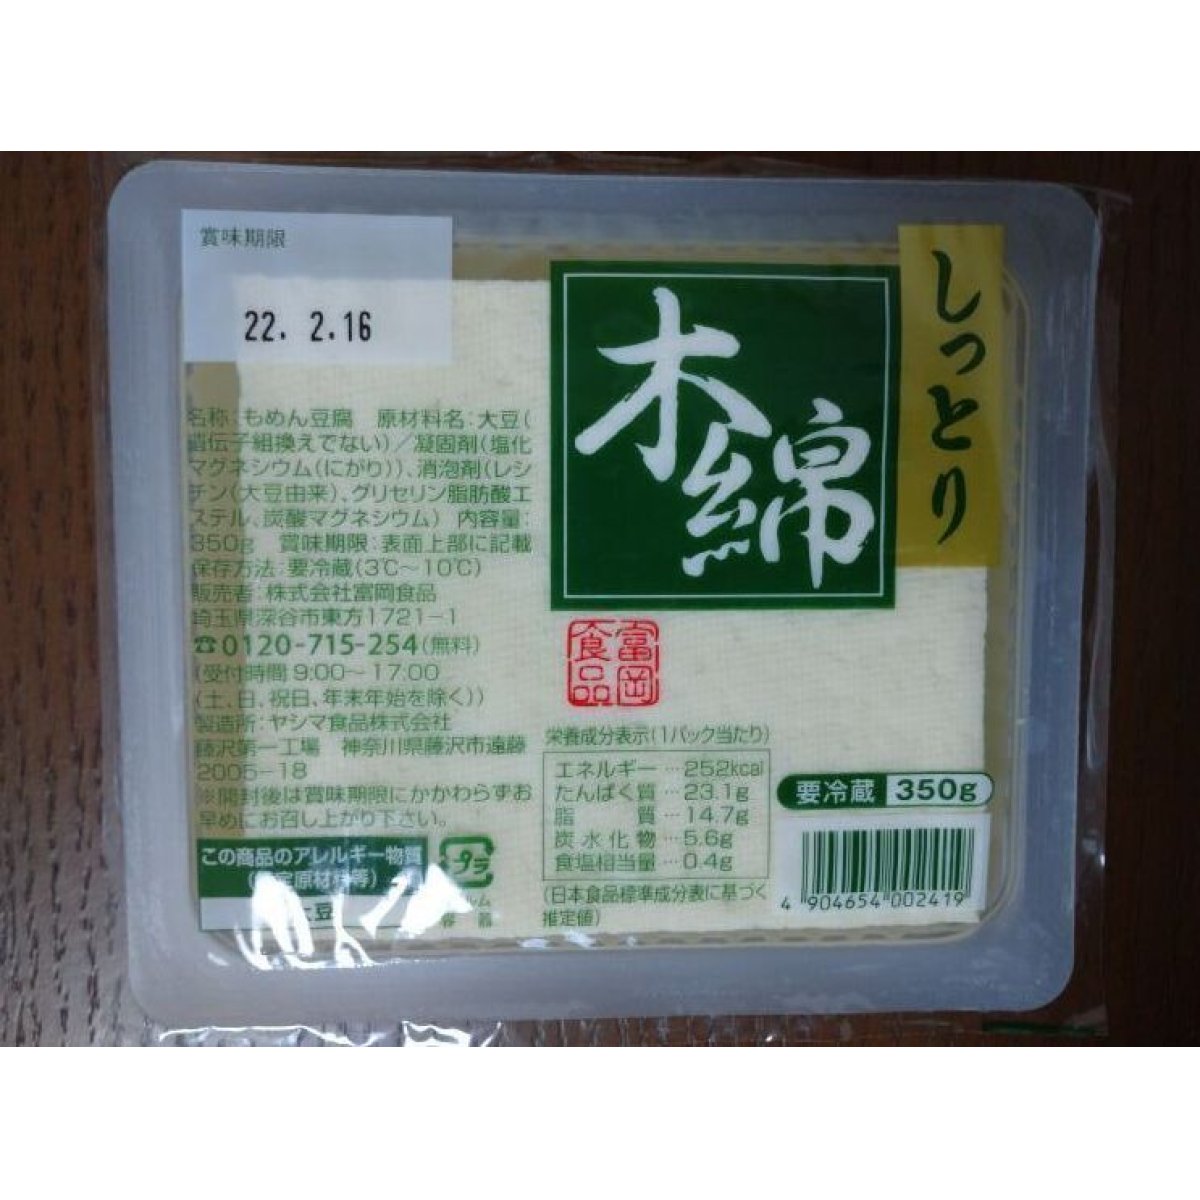 賞味期限
22. 2.16
しっとり
木綿
富岡
食品
名称:もめん豆腐 原材料名:大豆(
遺伝子組換えでない)/凝固剤(塩化
マグネシウム(にがり))、消泡剤(レシ
チン(大豆由来)、グリセリン脂肪酸エ
ステル、炭酸マグネシウム) 内容量:
350g 賞味期限:表面上部に記載
保存方法:要冷蔵(3℃〜10℃)
販売者:株式会社富岡食品
埼玉県深谷市東方1721-1
☎0120-715-254(無料)
(受付時間 9:00〜17:00
(土、日、祝日、年末年始を除く))
製造所:ヤシマ食品株式会社
藤沢第一工場 神奈川県藤沢市遠藤
2005-18
※開封後は賞味期限にかかわらずお
早めにお召し上がり下さい。
この商品のアレルギー物質
原材料等)
大豆
プラ
容器
栄養成分表示(1パック当たり)
エネルギー…252kcal
たんぱく質…23.1g
脂質…14.7g
炭水化物…5.6g
食塩相当量…0.4g
(日本食品標準成分表に基づく
推定値)
要冷蔵 350g
4 904654 002419